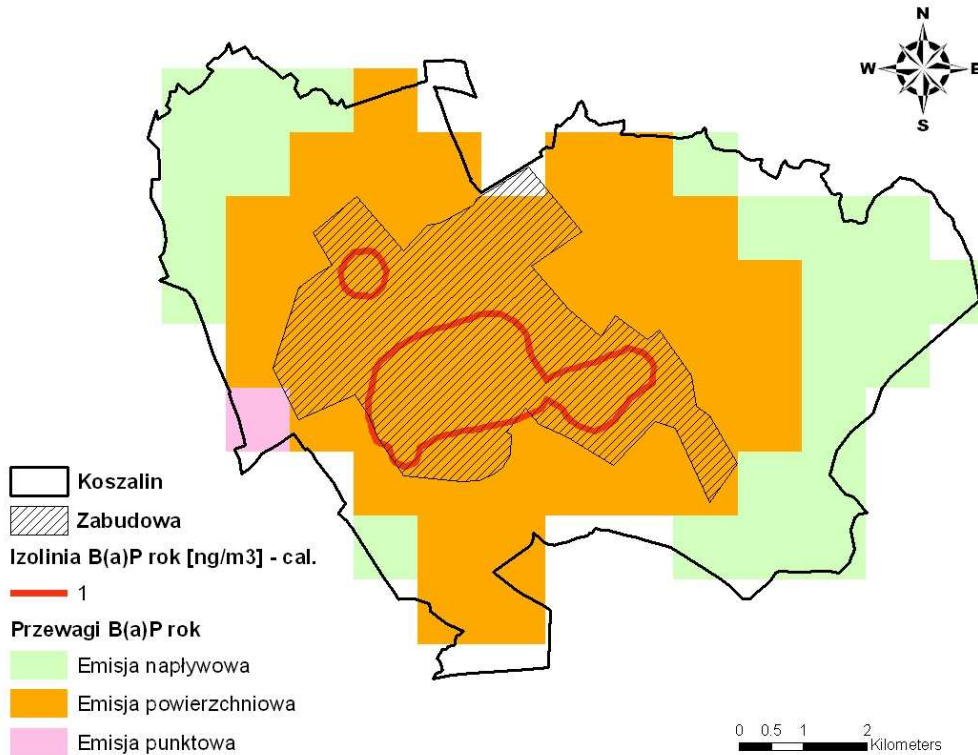 N
W E
S
Koszalin
Zabudowa
Izolinia B(a)P rok [ng/m3] - cal.
1
Przewagi B(a)P rok
Emisja napływowa
Emisja powierzchniowa
Emisja punktowa
0 0.5 1 2
Kilometers